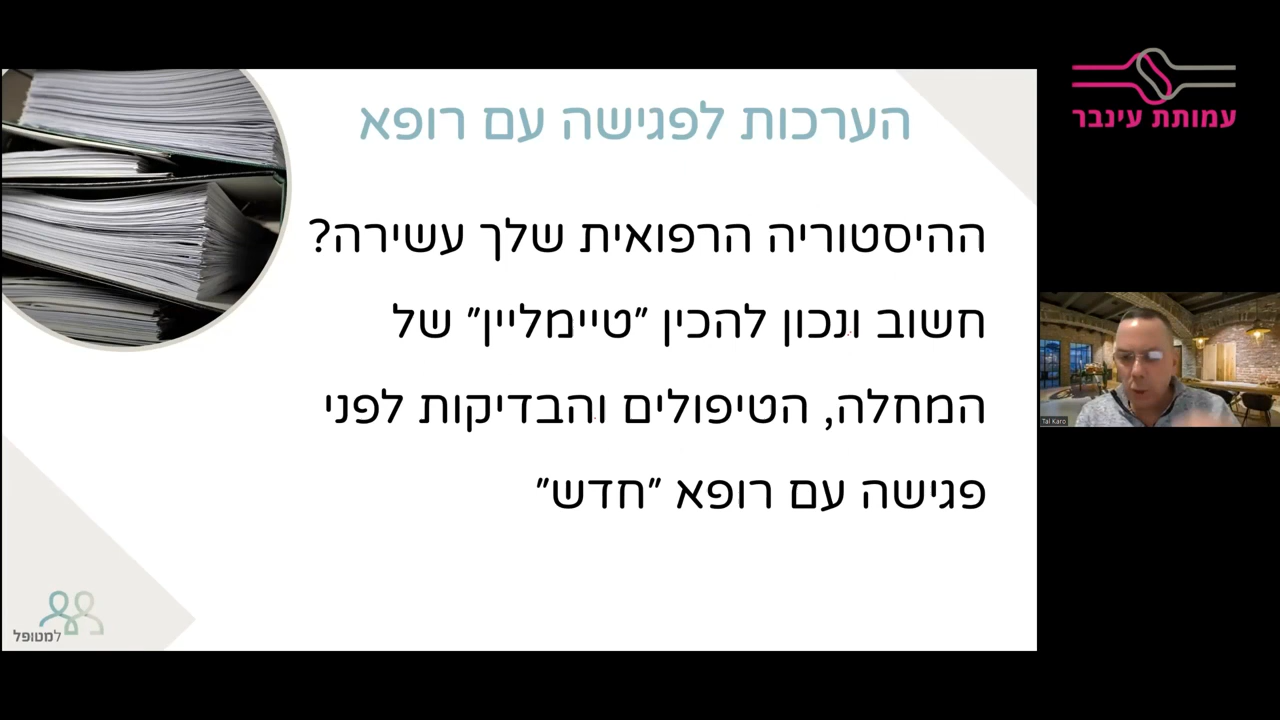 הערכות לפגישה עם רופא
ההיסטוריה הרפואית שלך עשירה?
חשוב ונכון להכין "טיימליין" של
המחלה, הטיפולים והבדיקות לפני
פגישה עם רופא "חדש"
למטופל
עמותת עינבר
Tal Karo